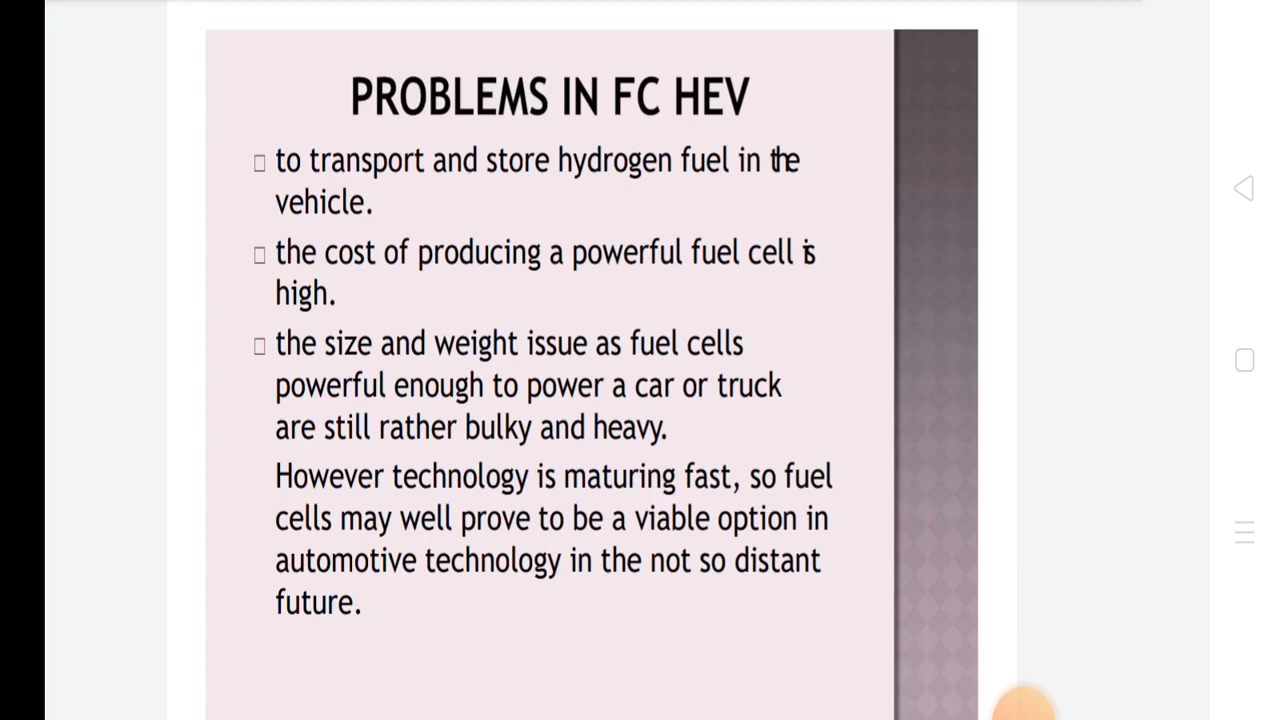 PROBLEMS IN FC HEV
to transport and store hydrogen fuel in the
vehicle.
the cost of producing a powerful fuel cell is
high.
the size and weight issue as fuel cells
powerful enough to power a car or truck
are still rather bulky and heavy.
However technology is maturing fast, so fuel
cells may well prove to be a viable option in
automotive technology in the not so distant
future.